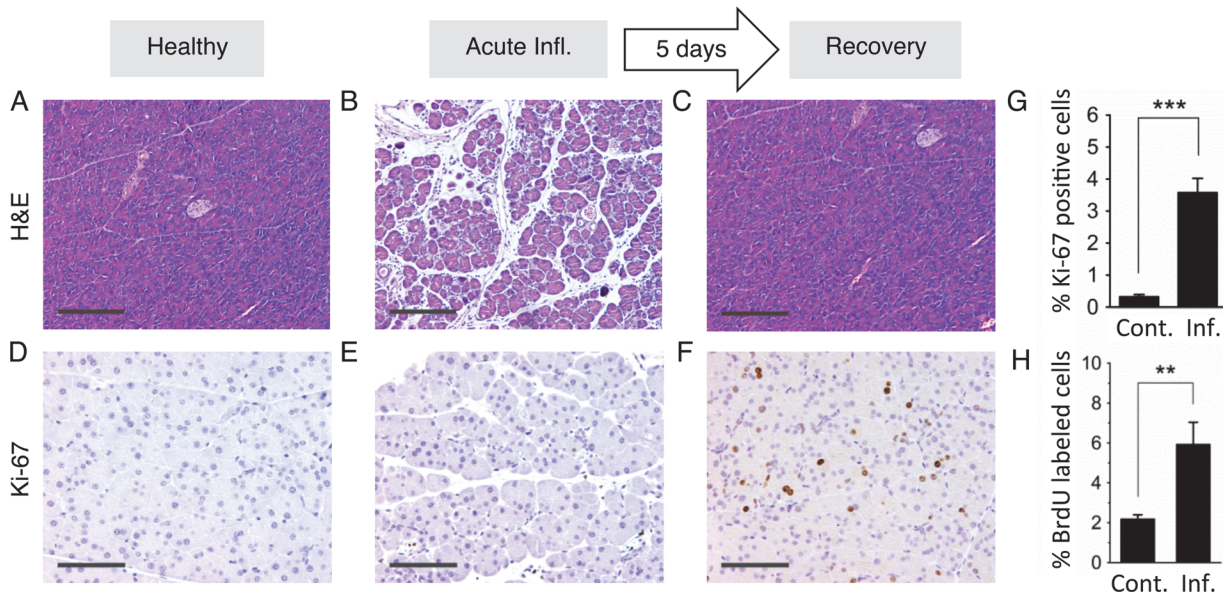 Healthy
Acute Infl.
5 days
Recovery
A
B
C
G
H&E
% Ki-67 positive cells
6
5
4
3
2
1
0
***
Cont. Inf.
D
E
F
H
Ki-67
% BrdU labeled cells
10
8
6
4
2
0
**
Cont. Inf.